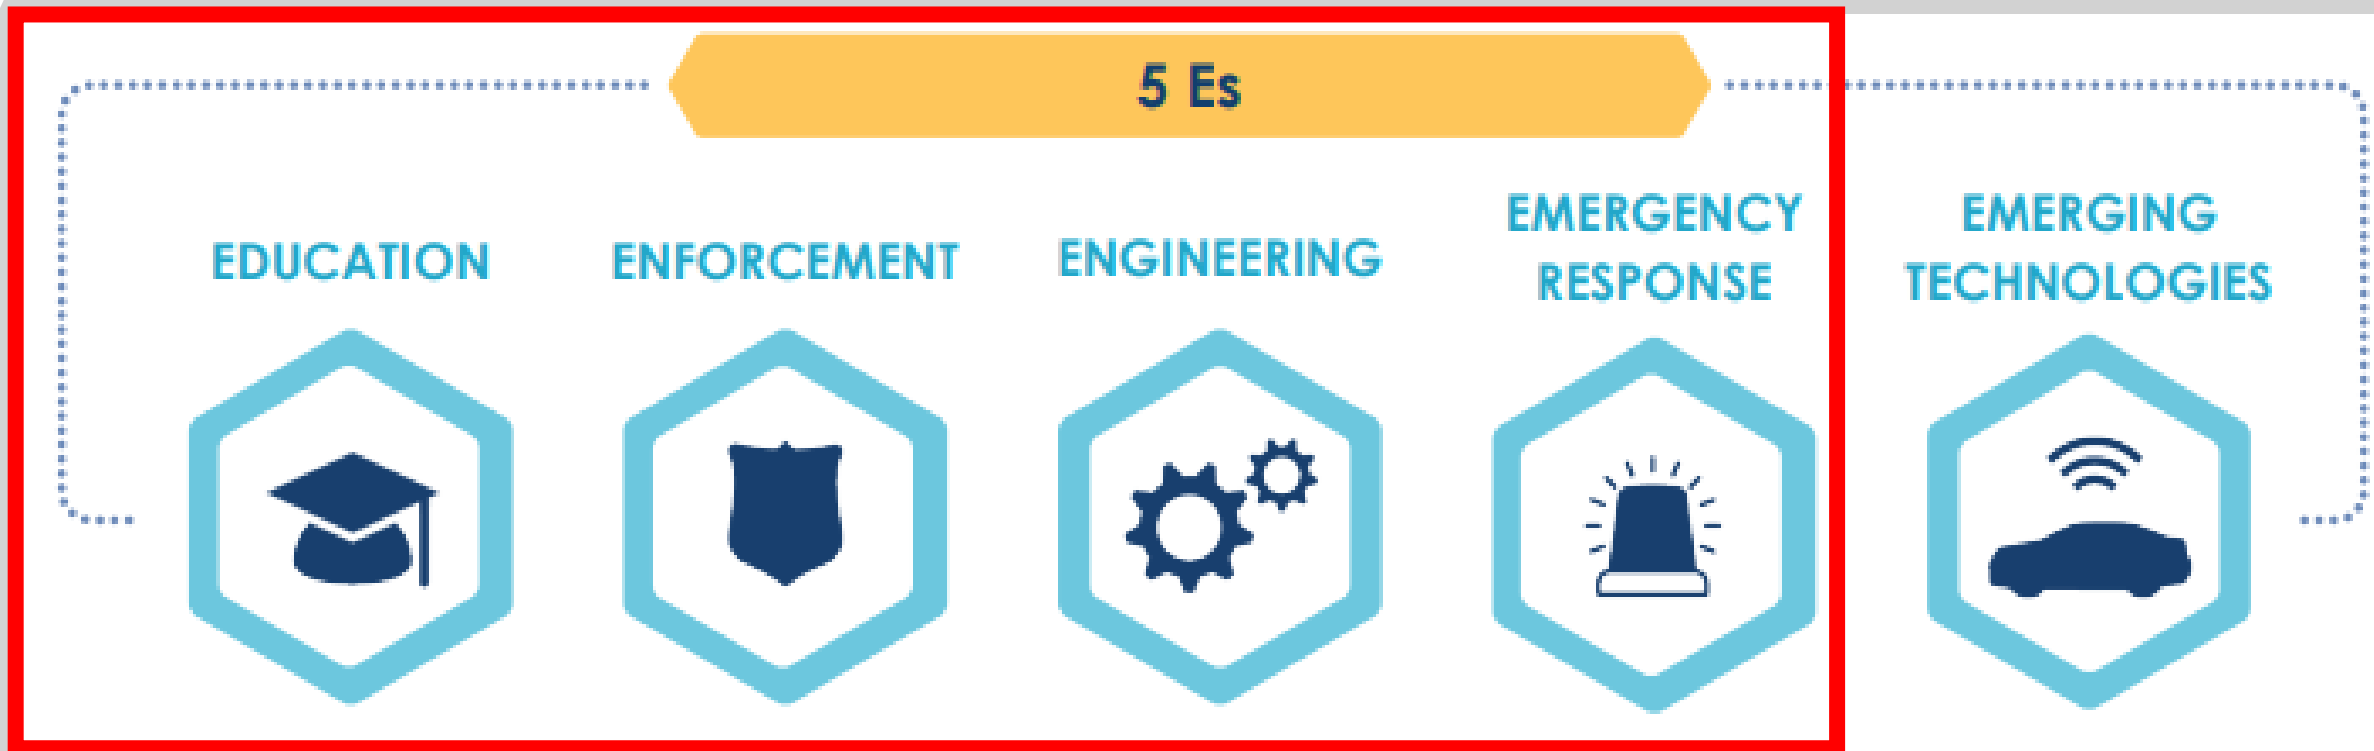 5 Es
EDUCATION
ENFORCEMENT
ENGINEERING
EMERGENCY
RESPONSE
EMERGING
TECHNOLOGIES